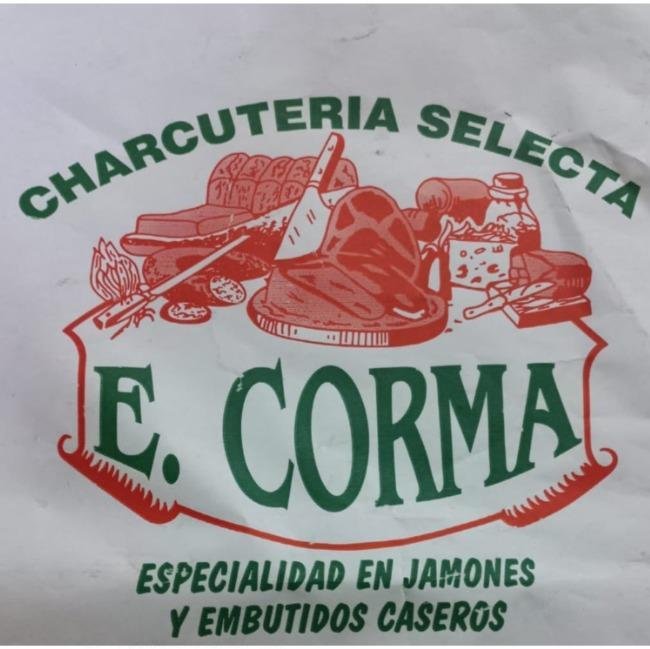 CHARCUTERIA SELECTA
E. CORMA
ESPECIALIDAD EN JAMONES
Y EMBUTIDOS CASEROS